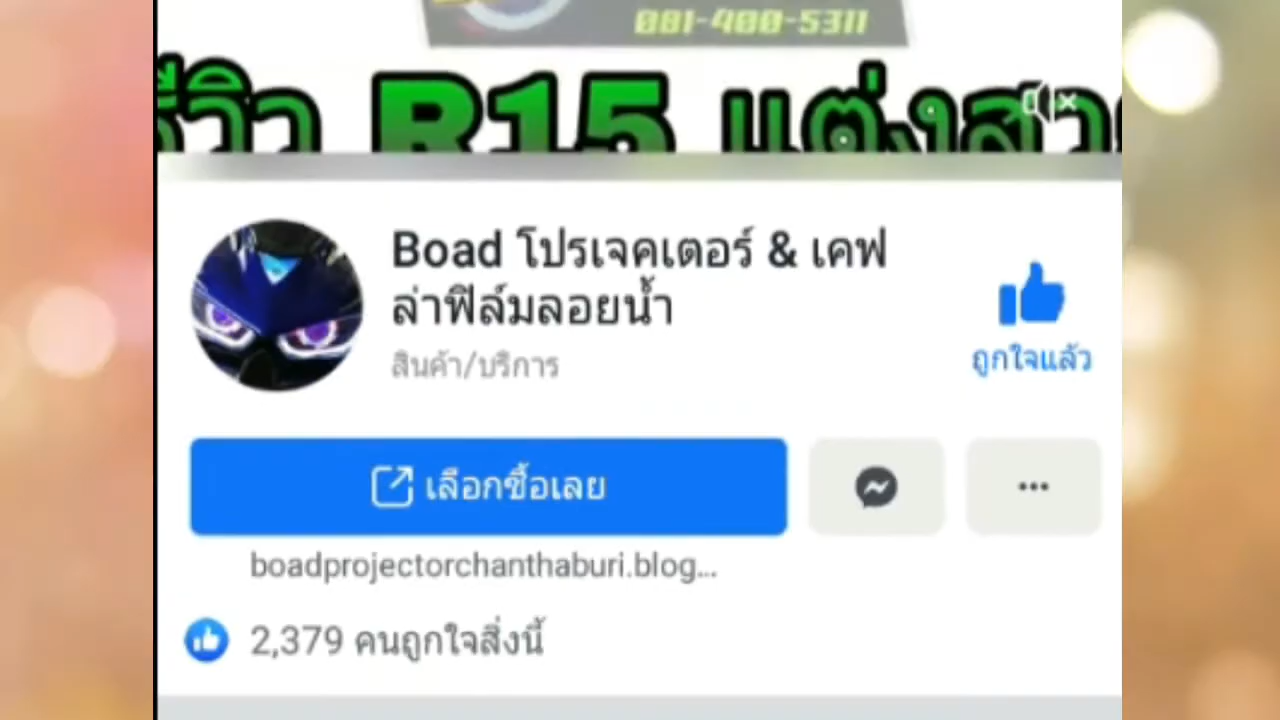 081-400-5311
รีวิว R15 แต่งสวย
Boad โปรเจคเตอร์ & เคฟ
ล่าฟิล์มลอยน้ำ
สินค้า/บริการ
ถูกใจแล้ว
เลือกซื้อเลย
boadprojectorchanthaburi.blog...
2,379 คนถูกใจสิ่งนี้